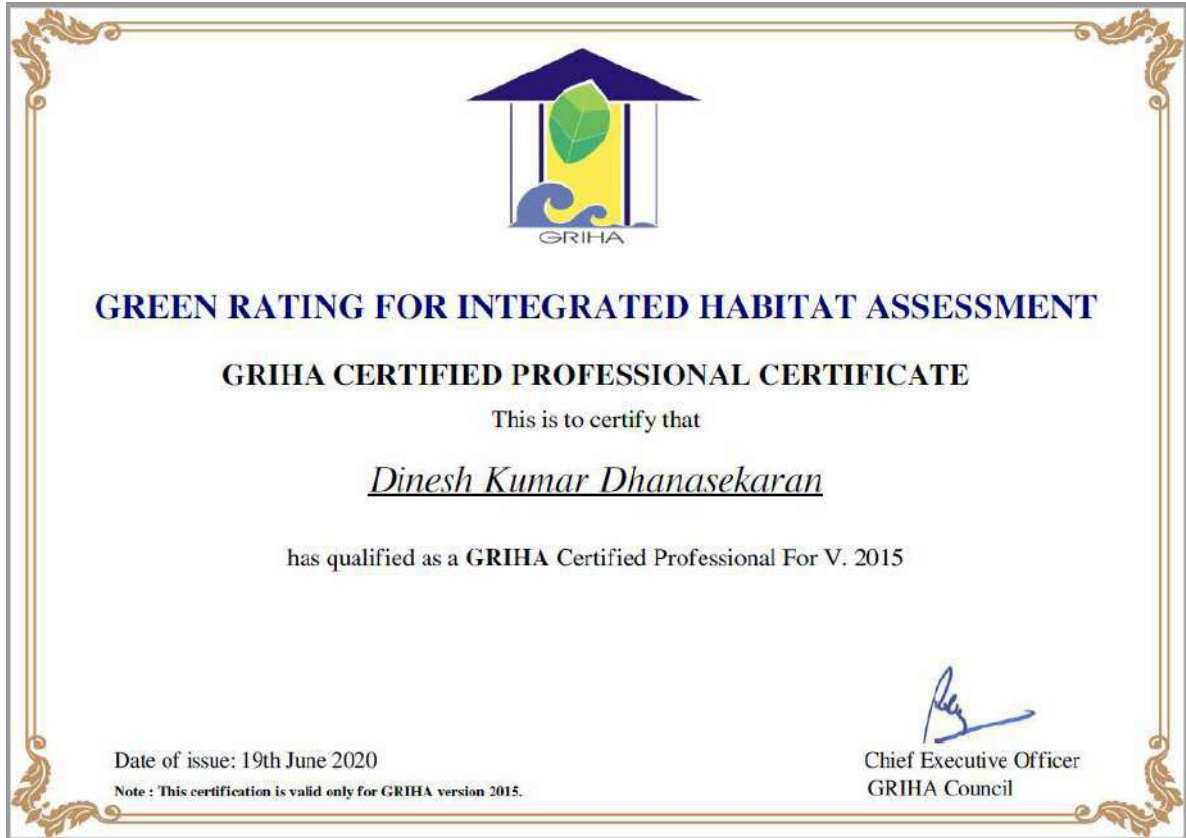 GRIHA
GREEN RATING FOR INTEGRATED HABITAT ASSESSMENT
GRIHA CERTIFIED PROFESSIONAL CERTIFICATE
This is to certify that
Dinesh Kumar Dhanasekaran
has qualified as a GRIHA Certified Professional For V. 2015
Date of issue: 19th June 2020
Note : This certification is valid only for GRIHA version 2015.
Chief Executive Officer
GRIHA Council